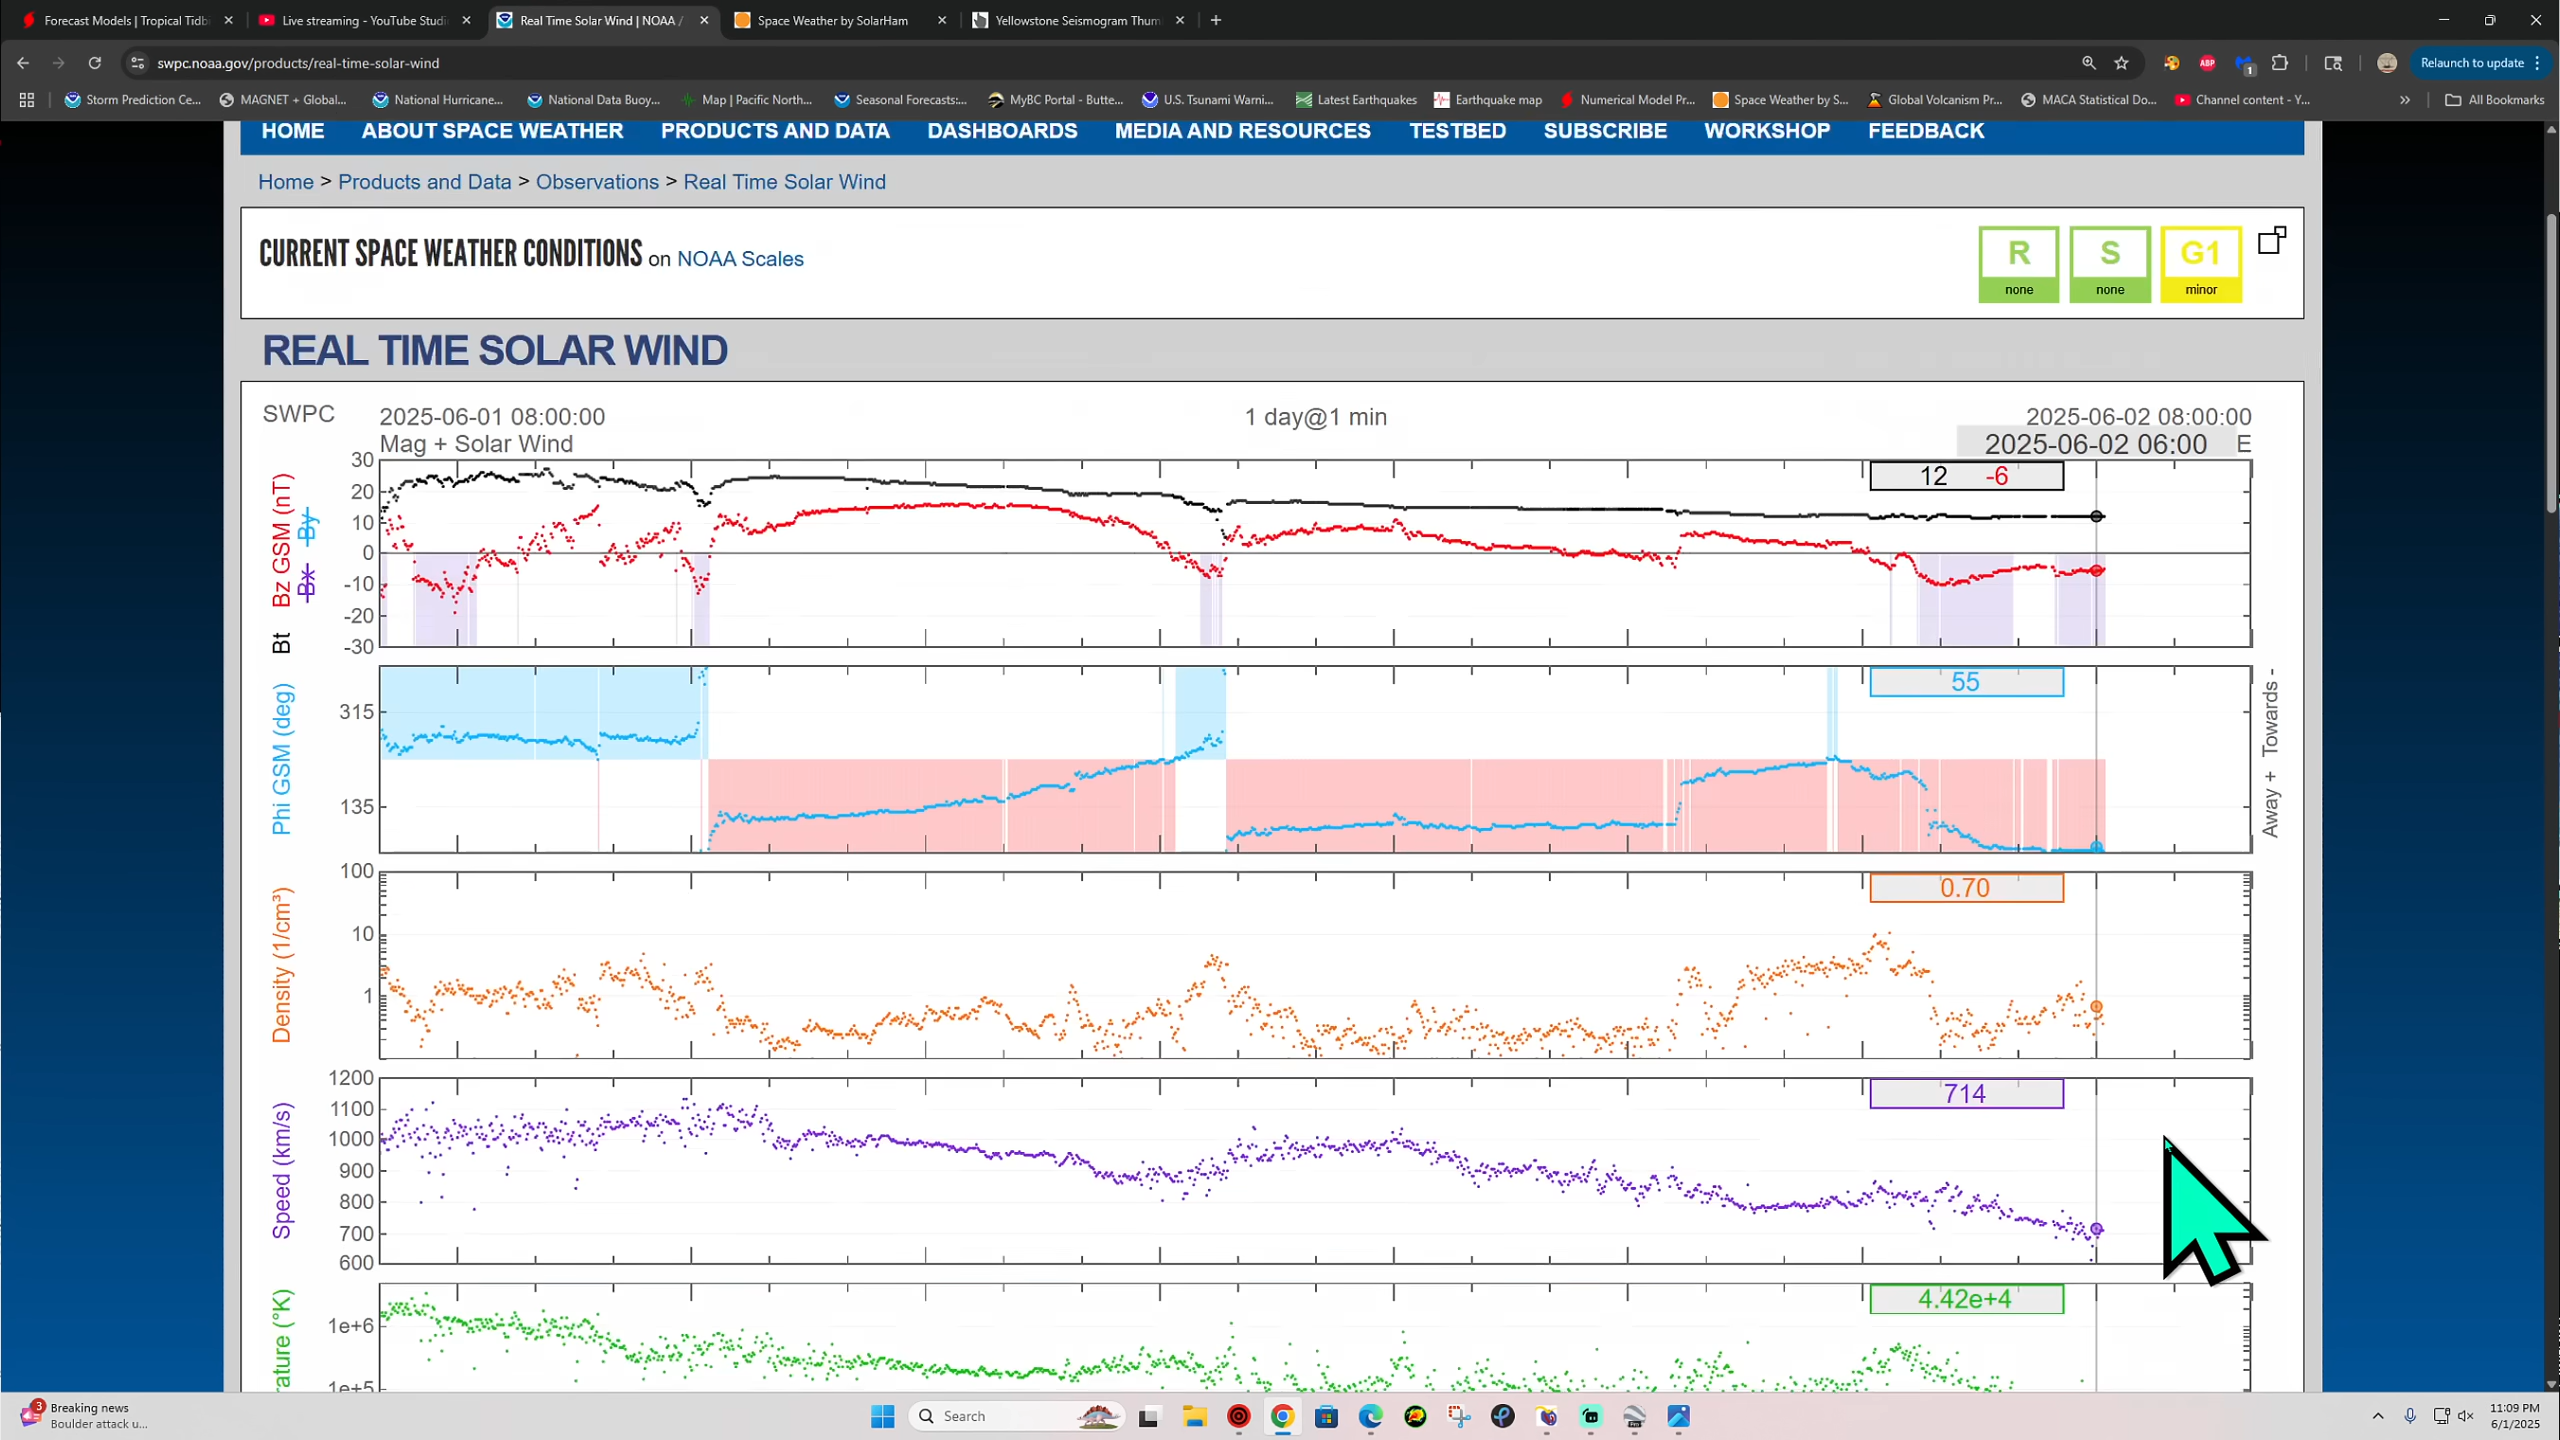 Forecast Models | Tropical Tidb
Live streaming - YouTube Studi
Real Time Solar Wind | NOAA /
Space Weather by SolarHam
Yellowstone Seismogram Thum
swpc.noaa.gov/products/real-time-solar-wind
ABP
1
Relaunch to update
Storm Prediction Ce...
MAGNET + Global...
National Hurricane...
National Data Buoy...
Map | Pacific North...
Seasonal Forecasts:...
MyBC Portal - Butte...
U.S. Tsunami Warni...
Latest Earthquakes
Earthquake map
Numerical Model Pr...
Space Weather by S...
Global Volcanism Pr...
MACA Statistical Do...
Channel content - Y...
»
All Bookmarks
HOME ABOUT SPACE WEATHER PRODUCTS AND DATA DASHBOARDS MEDIA AND RESOURCES TESTBED SUBSCRIBE WORKSHOP FEEDBACK
Home > Products and Data > Observations > Real Time Solar Wind
CURRENT SPACE WEATHER CONDITIONS on NOAA Scales
R S G1
none none minor
REAL TIME SOLAR WIND
SWPC 2025-06-01 08:00:00 1 day@1 min 2025-06-02 08:00:00
Mag + Solar Wind 2025-06-02 06:00 E
Bt Bz GSM (nT)
Bx By
30
20
10
0
-10
-20
-30
12 -6
Phi GSM (deg)
315
135
55
Away + Towards -
Density (1/cm³)
100
10
1
0.70
Speed (km/s)
1200
1100
1000
900
800
700
600
714
rature (°K)
1e+6
1e+5
4.42e+4
3
Breaking news
Boulder attack u...
Search
11:09 PM
6/1/2025